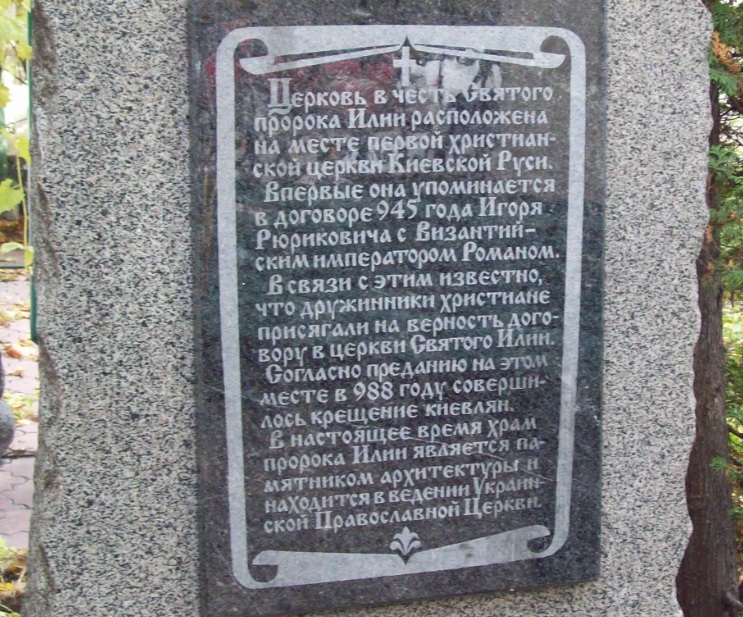 Церковь в честь Святого
пророка Илии расположена
на месте первой христиан-
ской церкви Киевской Руси.
Впервые она упоминается
в договоре 945 года Игоря
Рюриковича с Византий-
ским императором Романом.
В связи с этим известно,
что дружинники христиане
присягали на верность дого-
вору в церкви Святого Илии.
Согласно преданию на этом
месте в 988 году соверши-
лось крещение киевлян.
В настоящее время храм
пророка Илии является па-
мятником архитектуры и
находится в ведении Украин-
ской Православной Церкви.